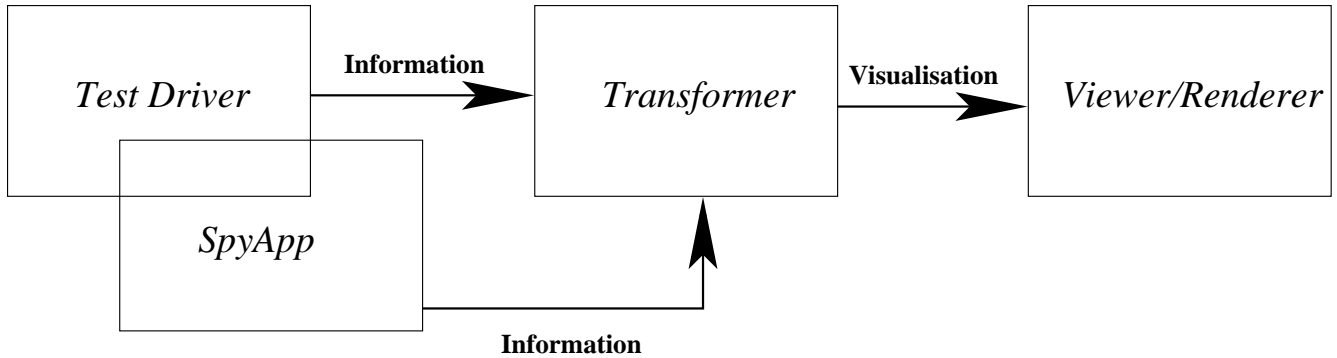 Information
Visualisation
Test Driver
Transformer
Viewer/Renderer
SpyApp
Information